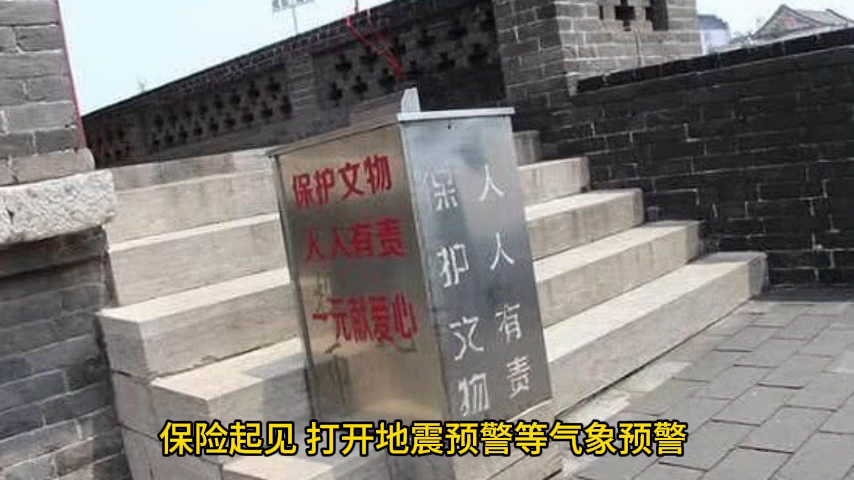 保护文物
人人有责
一元献爱心
保护文物
人人有责
保险起见 打开地震预警等气象预警